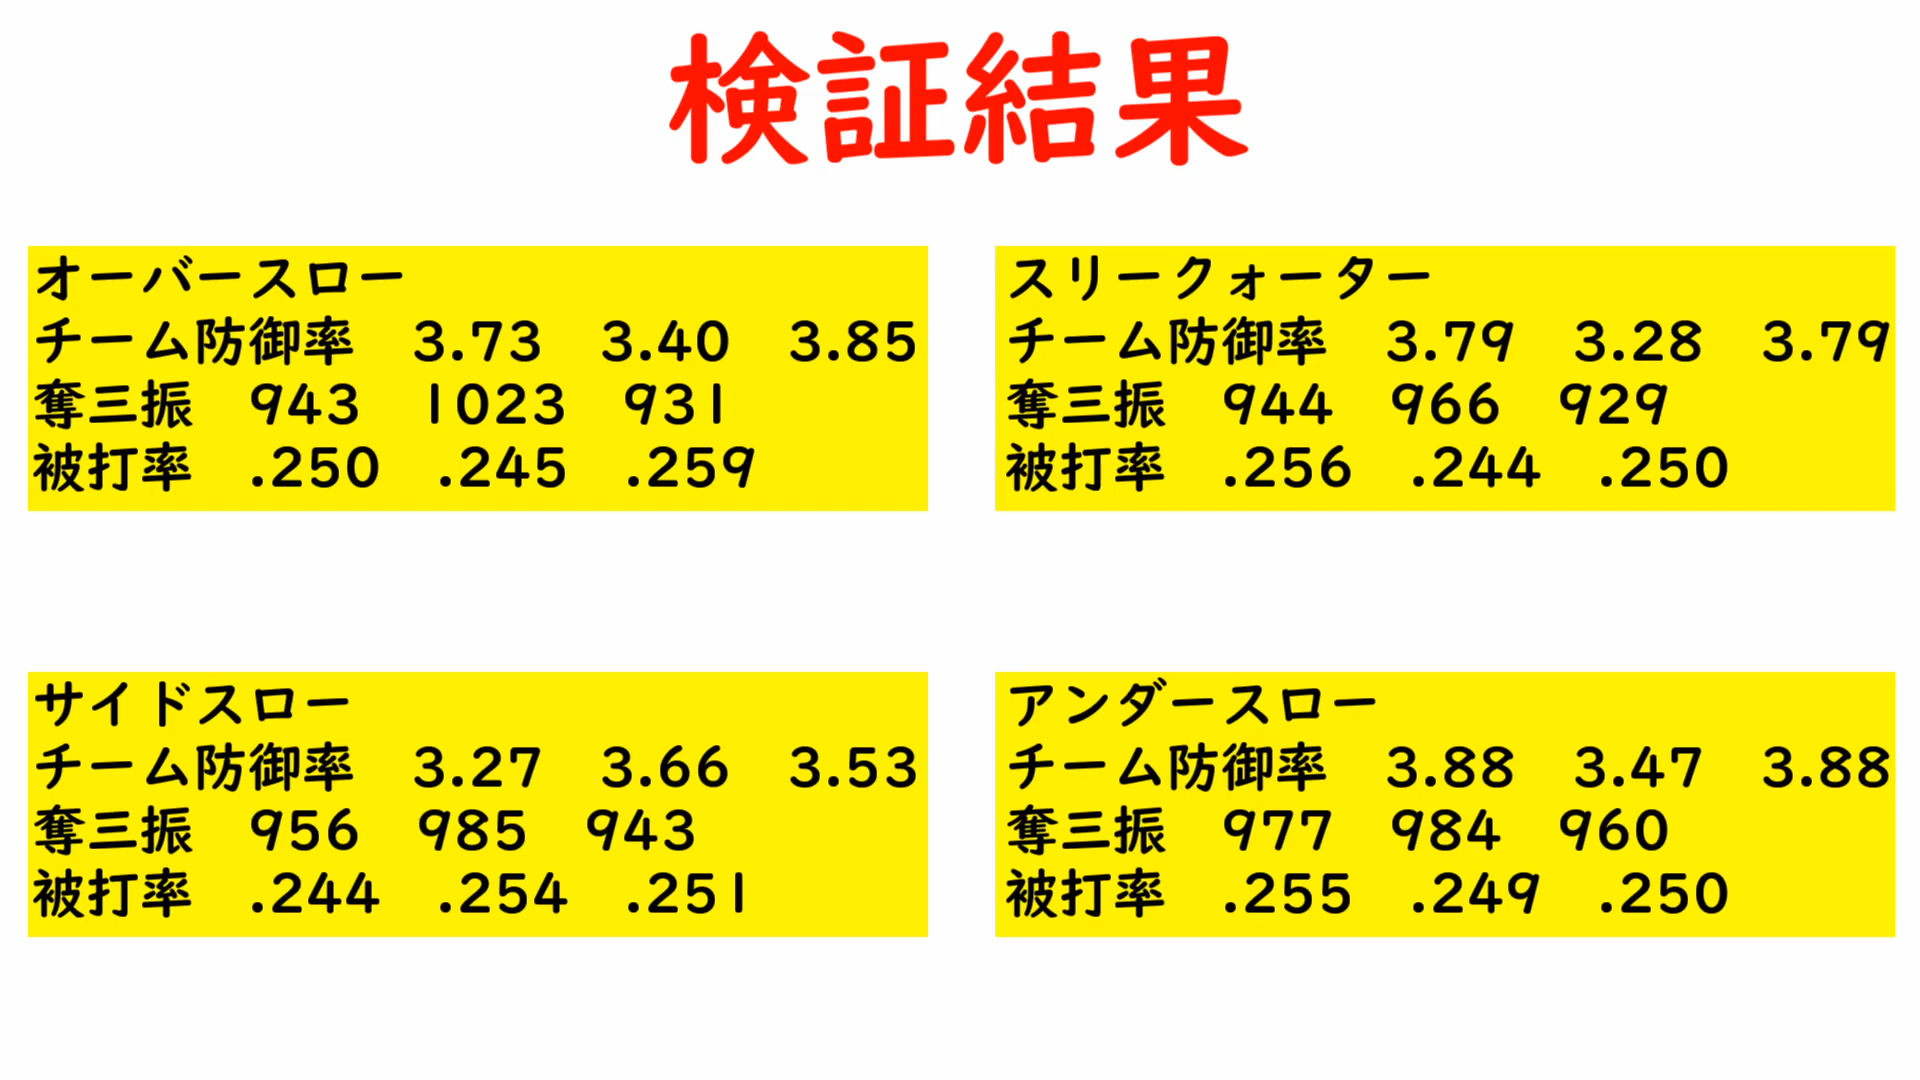 検証結果
オーバースロー
チーム防御率　3.73　3.40　3.85
奪三振　943　1023　931
被打率　.250　.245　.259
スリークォーター
チーム防御率　3.79　3.28　3.79
奪三振　944　966　929
被打率　.256　.244　.250
サイドスロー
チーム防御率　3.27　3.66　3.53
奪三振　956　985　943
被打率　.244　.254　.251
アンダースロー
チーム防御率　3.88　3.47　3.88
奪三振　977　984　960
被打率　.255　.249　.250